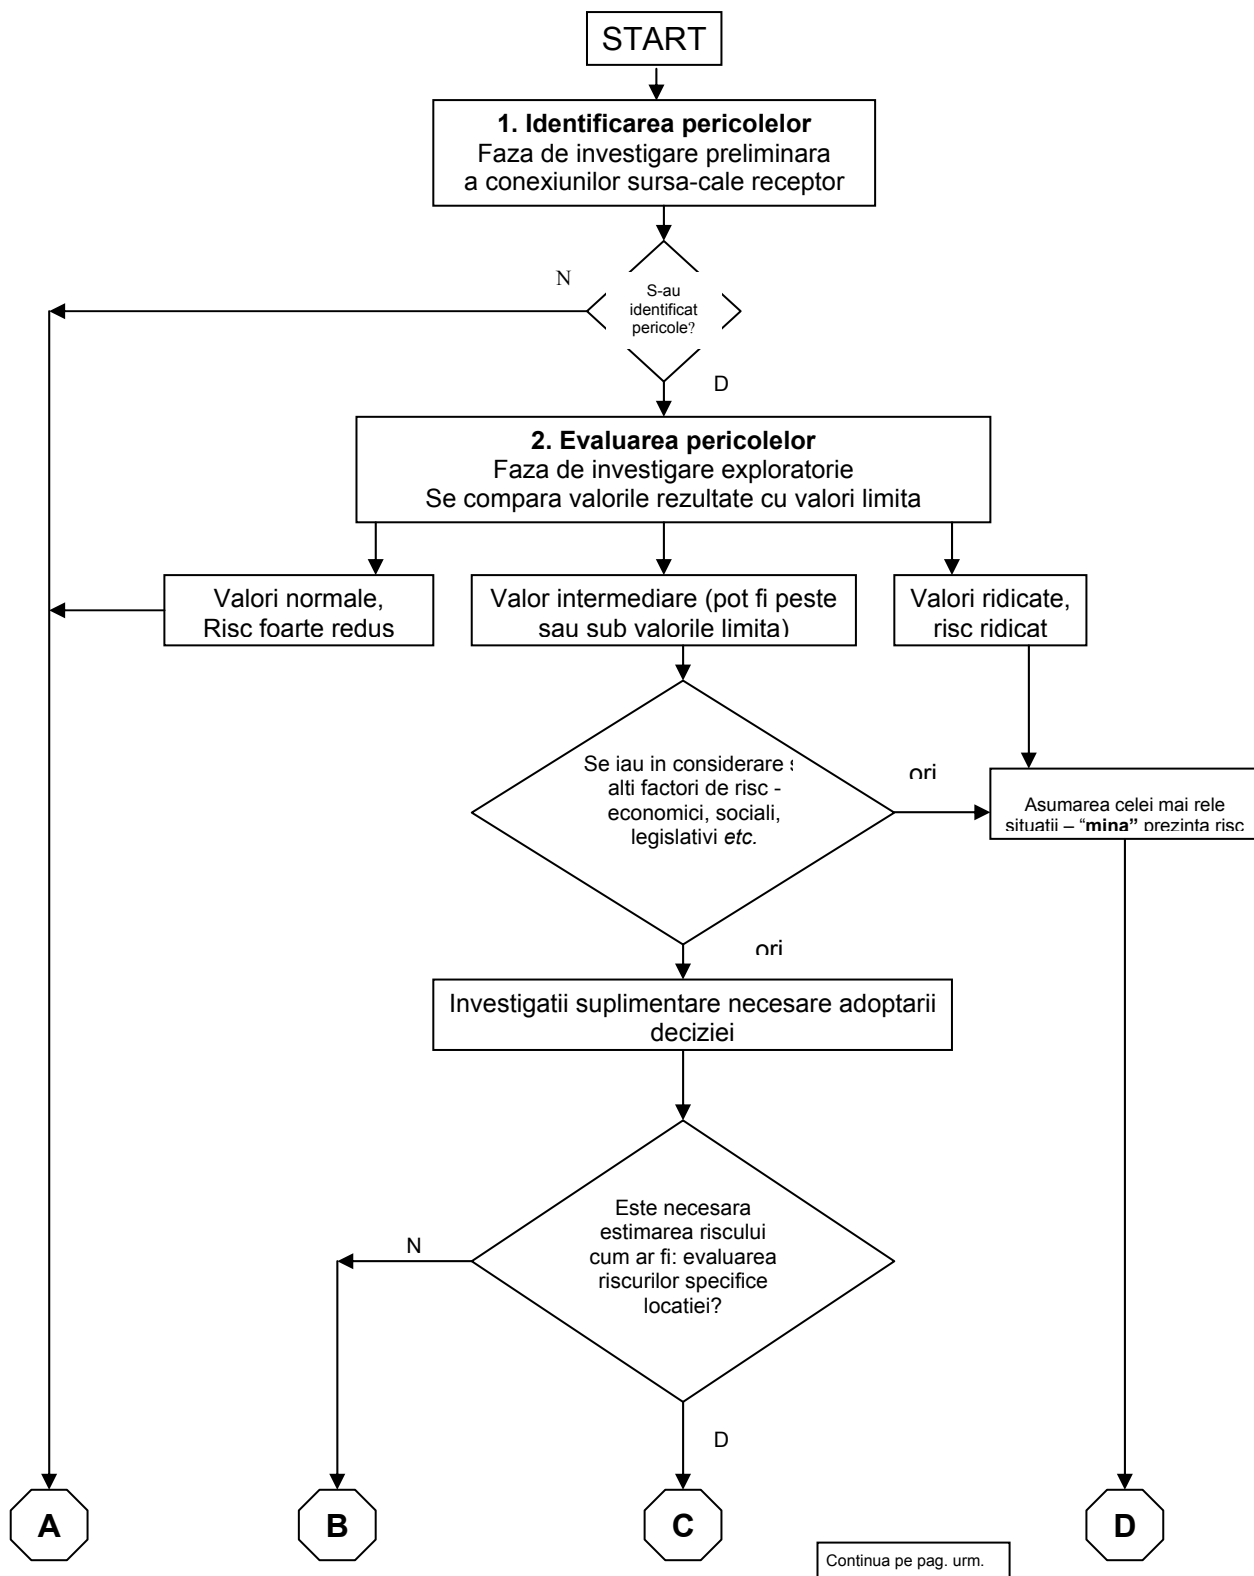 START
1. Identificarea pericolelor
Faza de investigare preliminara
a conexiunilor sursa-cale receptor
N
S-au
identificat
pericole?
D
2. Evaluarea pericolelor
Faza de investigare exploratorie
Se compara valorile rezultate cu valori limita
Valori normale,
Risc foarte redus
Valor intermediare (pot fi peste
sau sub valorile limita)
Valori ridicate,
risc ridicat
Se iau in considerare
alti factori de risc -
economici, sociali,
legislativi etc.
ori
Asumarea celei mai rele
situatii – “mina” prezinta risc
ori
Investigatii suplimentare necesare adoptarii
deciziei
Este necesara
estimarea riscului
cum ar fi: evaluarea
riscurilor specifice
locatiei?
N
D
A
B
C
D
Continua pe pag. urm.